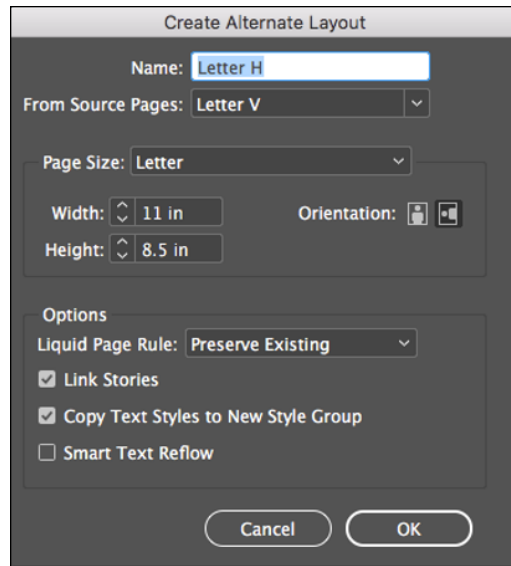 Create Alternate Layout
Name: Letter H
From Source Pages: Letter V
Page Size: Letter
Width: 11 in Orientation:
Height: 8.5 in
Options
Liquid Page Rule: Preserve Existing
Link Stories
Copy Text Styles to New Style Group
Smart Text Reflow
Cancel OK